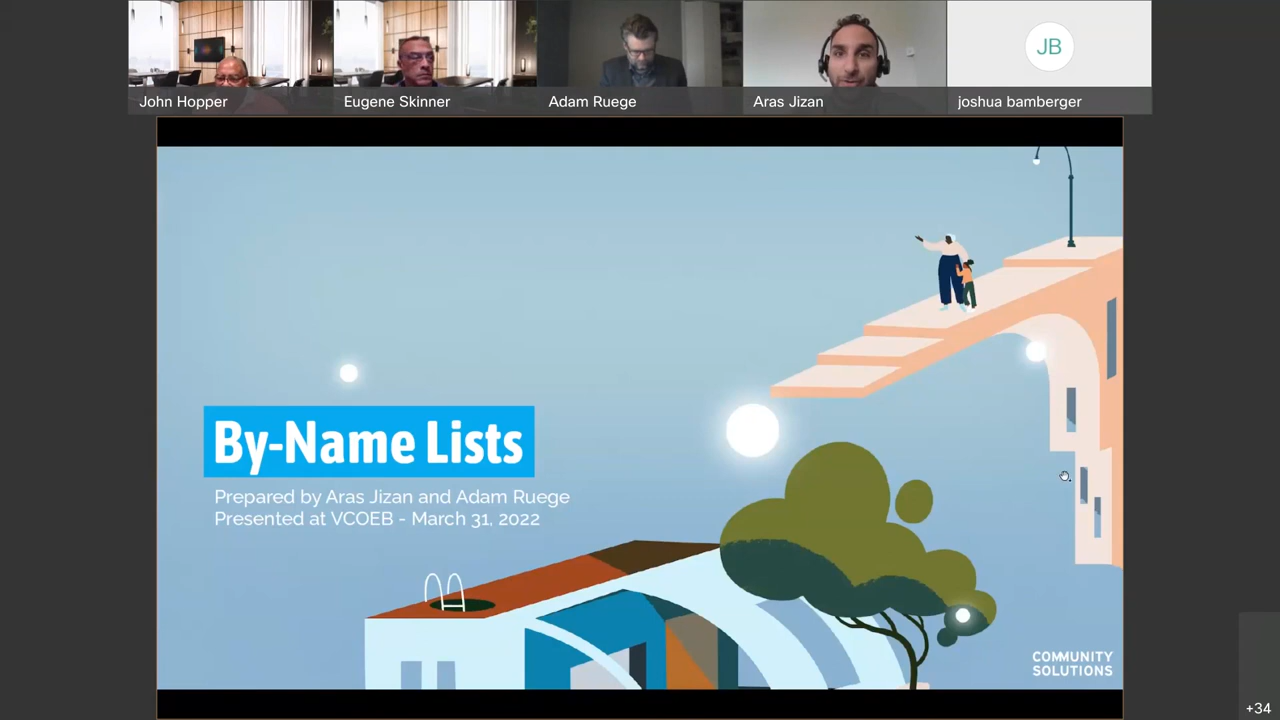 John Hopper
Eugene Skinner
Adam Ruege
Aras Jizan
JB
joshua bamberger
By-Name Lists
Prepared by Aras Jizan and Adam Ruege
Presented at VCOEB - March 31, 2022
COMMUNITY
SOLUTIONS
+34